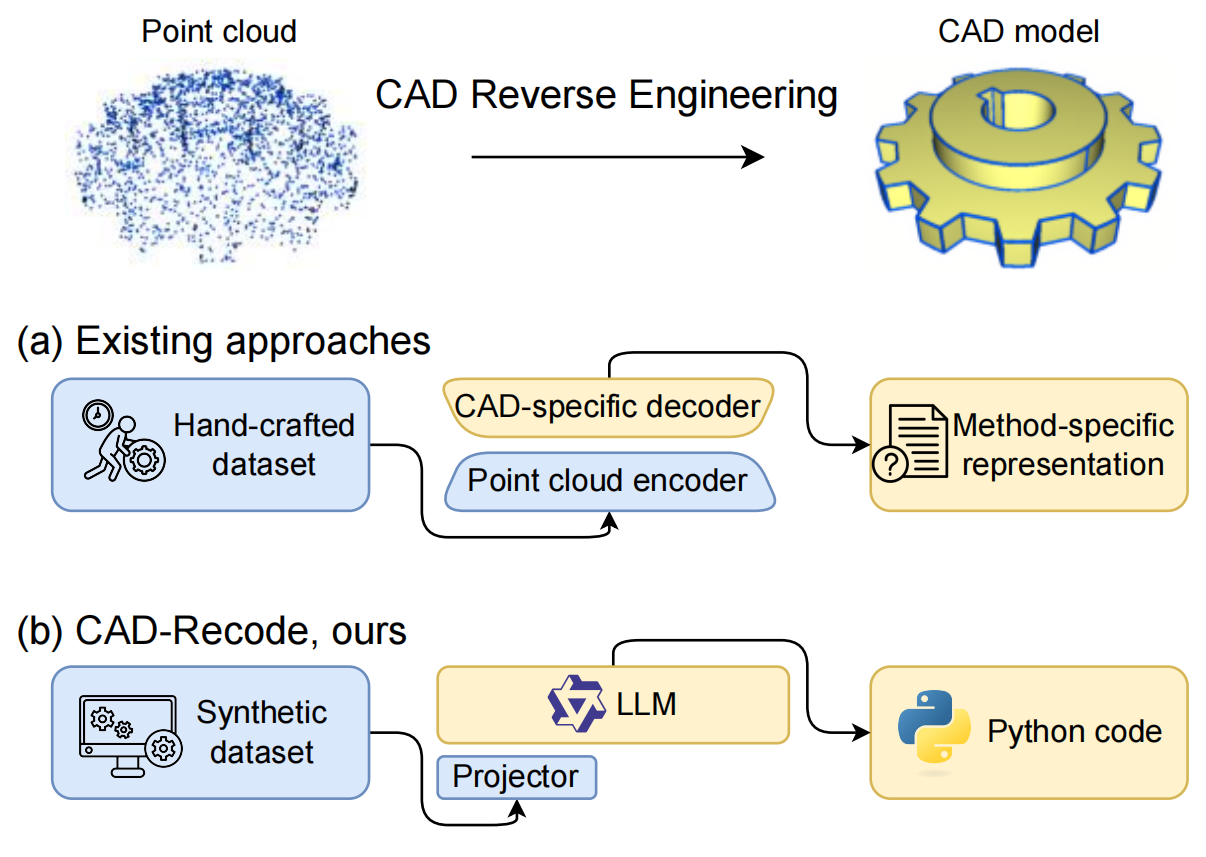 Point cloud
CAD model
CAD Reverse Engineering
(a) Existing approaches
Hand-crafted
dataset
CAD-specific decoder
Point cloud encoder
?
Method-specific
representation
(b) CAD-Recode, ours
Synthetic
dataset
LLM
Projector
Python code